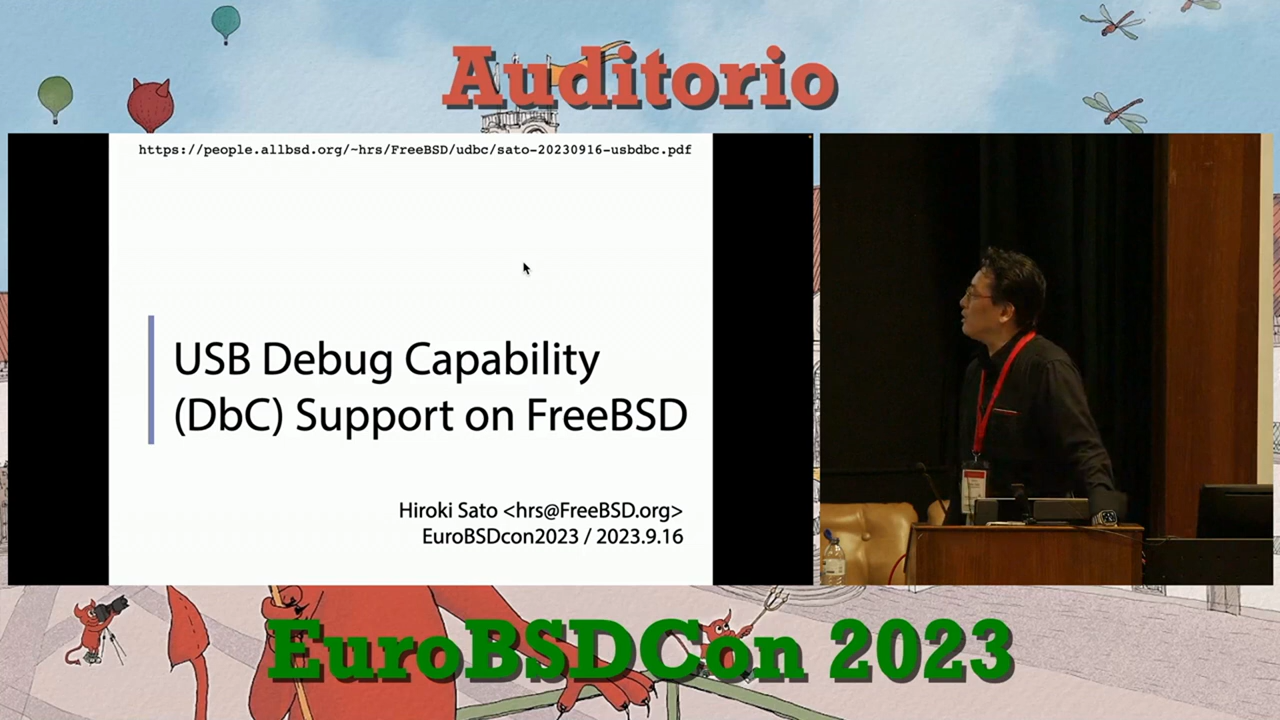 Auditorio
https://people.allbsd.org/~hrs/FreeBSD/udbc/sato-20230916-usbdbc.pdf
USB Debug Capability
(DbC) Support on FreeBSD
Hiroki Sato <hrs@FreeBSD.org>
EuroBSDcon2023 / 2023.9.16
EuroBSDCon 2023